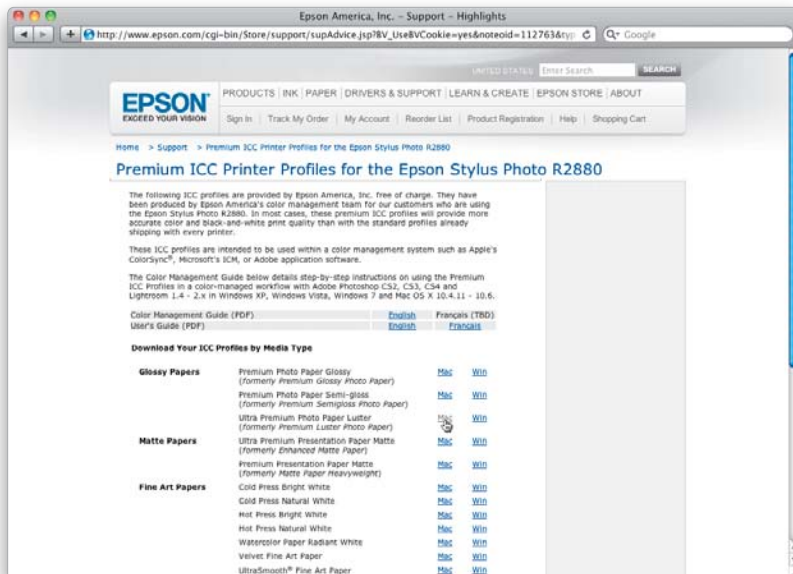 Epson America, Inc. – Support – Highlights
http://www.epson.com/cgi-bin/Store/support/supAdvice.jsp?BV_UseBVCookie=yes&noteoid=112763&typ
Google
UNITED STATES Enter Search SEARCH
EPSON
EXCEED YOUR VISION
PRODUCTS | INK | PAPER | DRIVERS & SUPPORT | LEARN & CREATE | EPSON STORE | ABOUT
Sign In | Track My Order | My Account | Reorder List | Product Registration | Help | Shopping Cart
Home > Support > Premium ICC Printer Profiles for the Epson Stylus Photo R2880
Premium ICC Printer Profiles for the Epson Stylus Photo R2880
The following ICC profiles are provided by Epson America, Inc. free of charge. They have
been produced by Epson America's color management team for our customers who are using
the Epson Stylus Photo R2880. In most cases, these premium ICC profiles will provide more
accurate color and black-and-white print quality than with the standard profiles already
shipping with every printer.
These ICC profiles are intended to be used within a color management system such as Apple's
ColorSync®, Microsoft's ICM, or Adobe application software.
The Color Management Guide below details step-by-step instructions on using the Premium
ICC Profiles in a color-managed workflow with Adobe Photoshop CS2, CS3, CS4 and
Lightroom 1.4 - 2.x in Windows XP, Windows Vista, Windows 7 and Mac OS X 10.4.11 - 10.6.
Color Management Guide (PDF) English Français (TBD)
User's Guide (PDF) English Français
Download Your ICC Profiles by Media Type
Glossy Papers Premium Photo Paper Glossy Mac Win
(formerly Premium Glossy Photo Paper)
Premium Photo Paper Semi-gloss Mac Win
(formerly Premium Semigloss Photo Paper)
Ultra Premium Photo Paper Luster Mac Win
(formerly Premium Luster Photo Paper)
Matte Papers Ultra Premium Presentation Paper Matte Mac Win
(formerly Enhanced Matte Paper)
Premium Presentation Paper Matte Mac Win
(formerly Matte Paper Heavyweight)
Fine Art Papers Cold Press Bright White Mac Win
Cold Press Natural White Mac Win
Hot Press Bright White Mac Win
Hot Press Natural White Mac Win
Watercolor Paper Radiant White Mac Win
Velvet Fine Art Paper Mac Win
UltraSmooth® Fine Art Paper Mac Win